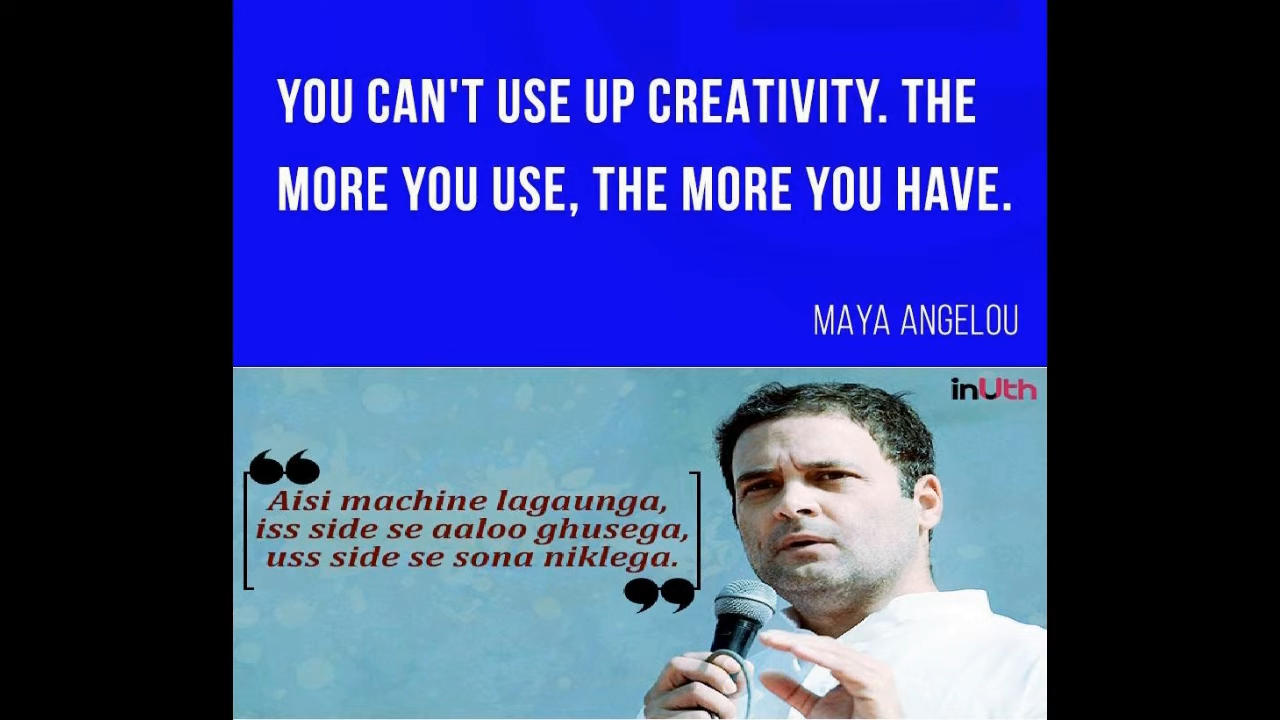 YOU CAN'T USE UP CREATIVITY. THE
MORE YOU USE, THE MORE YOU HAVE.
MAYA ANGELOU
inUth
Aisi machine lagaunga,
iss side se aaloo ghusega,
uss side se sona niklega.